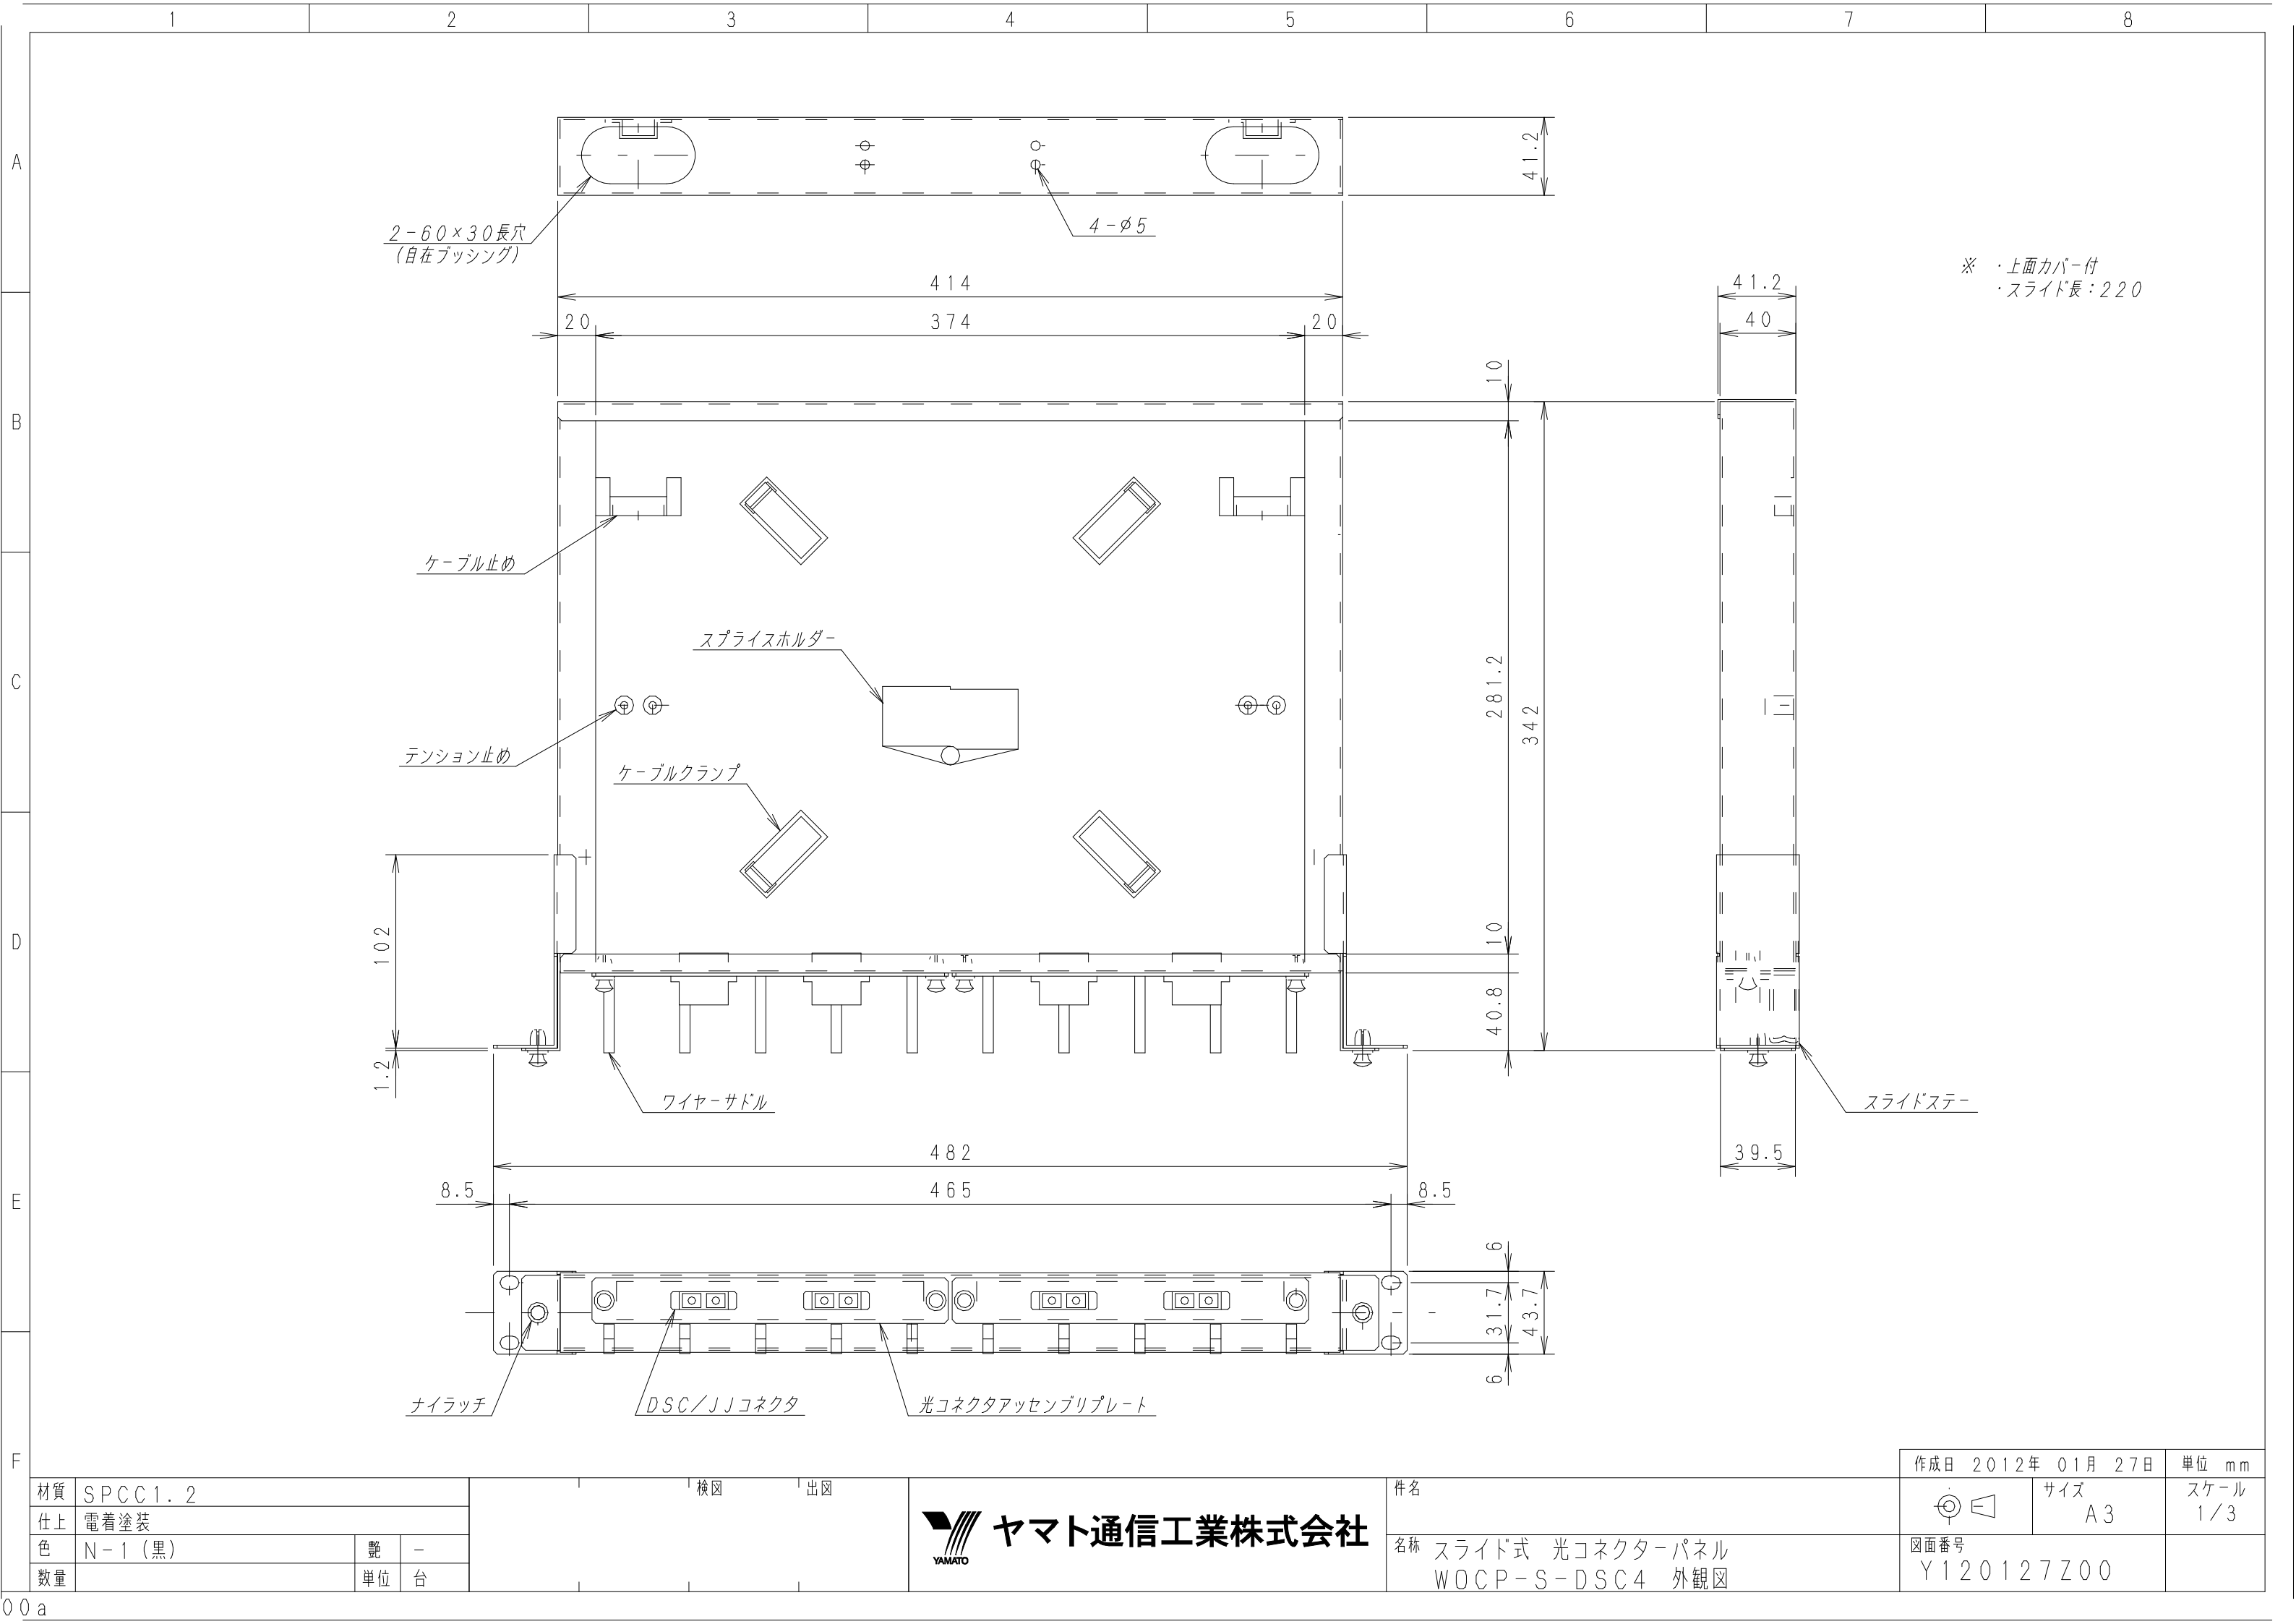 1 2 3 4 5 6 7 8
A
B
C
D
E
F
41.2
2-60×30長穴
(自在ブッシング)
4-φ5
※ ・上面カバー付
・スライド長:220
414
20 374 20
41.2
40
10
ケーブル止め
スプライスホルダー
281.2
342
テンション止め
ケーブルクランプ
102
10
40.8
1.2
ワイヤーサドル
スライドステー
482
39.5
8.5 465 8.5
6
31.7
43.7
6
ナイラッチ
DSC/JJコネクタ
光コネクタアッセンブリプレート
作成日 2012年 01月 27日
単位 mm
材質 SPCC1.2
仕上 電着塗装
色 N-1(黒)
艶 -
数量
単位 台
検図
出図
YAMATO
ヤマト通信工業株式会社
件名
名称 スライド式 光コネクターパネル
WOCP-S-DSC4 外観図
サイズ
A3
スケール
1/3
図面番号
Y120127Z00
00a